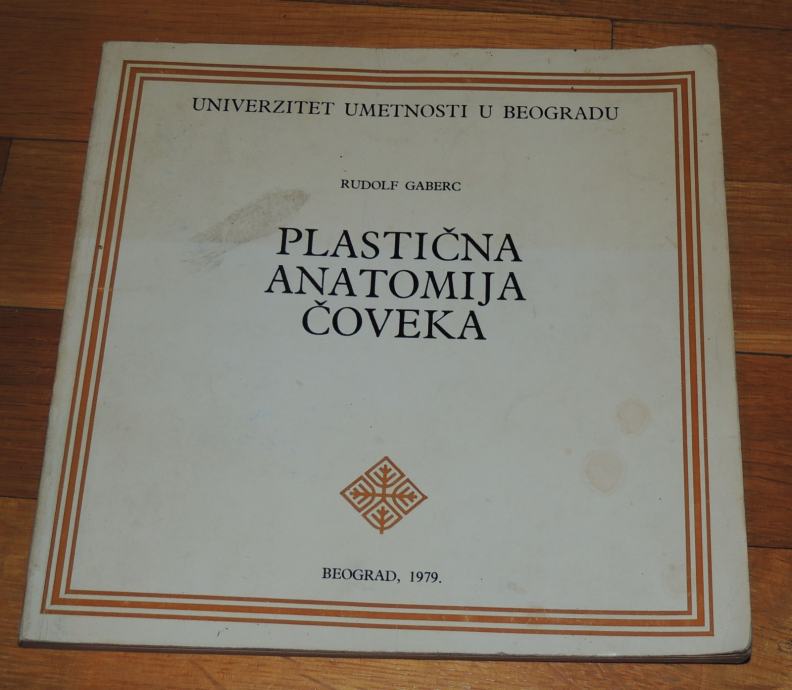 UNIVERZITET UMETNOSTI U BEOGRADU
RUDOLF GABERC
PLASTIČNA
ANATOMIJA
ČOVEKA
BEOGRAD, 1979.